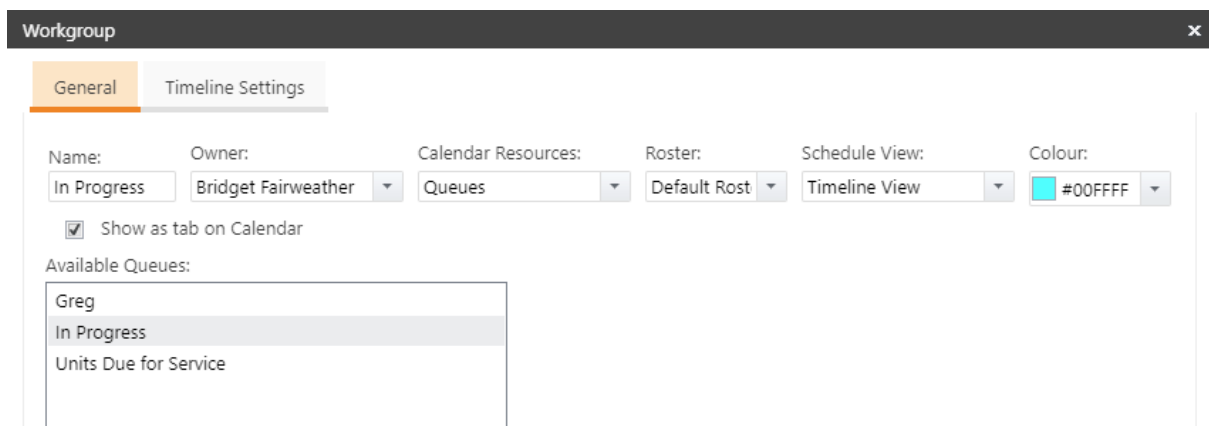 Workgroup x
General Timeline Settings
Name: Owner: Calendar Resources: Roster: Schedule View: Colour:
In Progress Bridget Fairweather Queues Default Rost Timeline View #00FFFF
Show as tab on Calendar
Available Queues:
Greg
In Progress
Units Due for Service